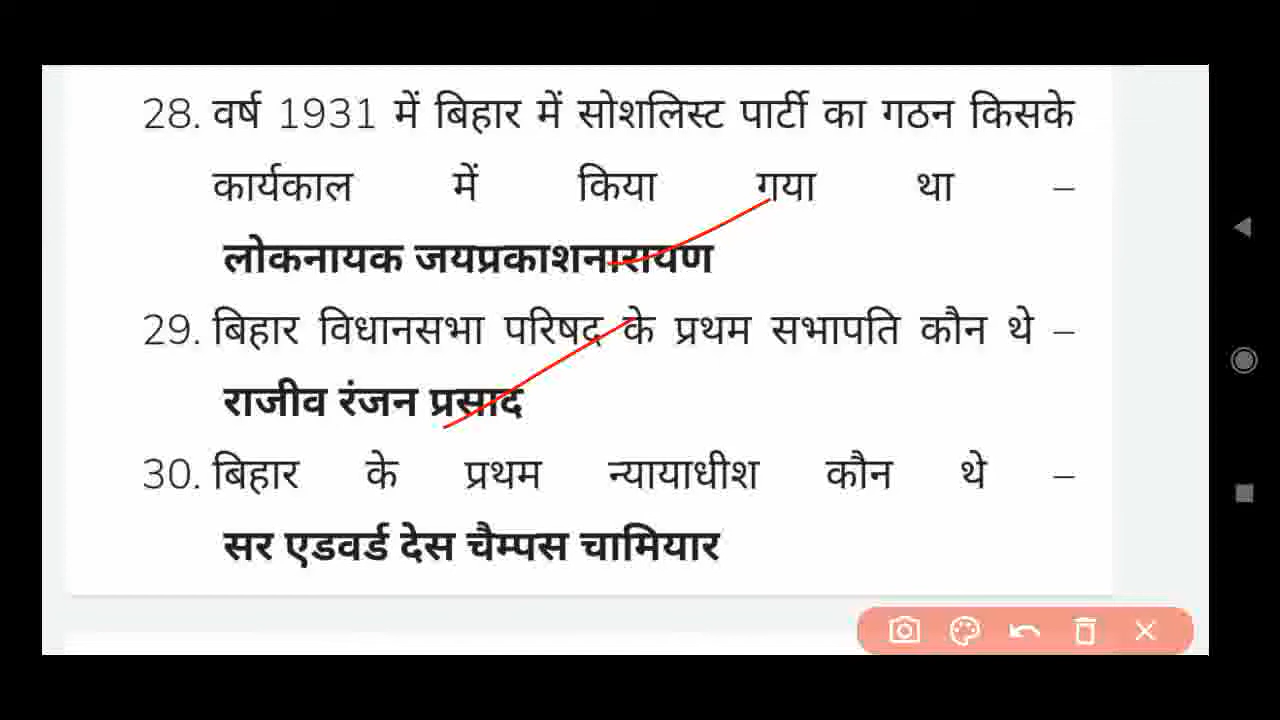 28. वर्ष 1931 में बिहार में सोशलिस्ट पार्टी का गठन किसके
कार्यकाल में किया गया था –
लोकनायक जयप्रकाशनारायण
29. बिहार विधानसभा परिषद के प्रथम सभापति कौन थे –
राजीव रंजन प्रसाद
30. बिहार के प्रथम न्यायाधीश कौन थे –
सर एडवर्ड देस चैम्पस चामियार